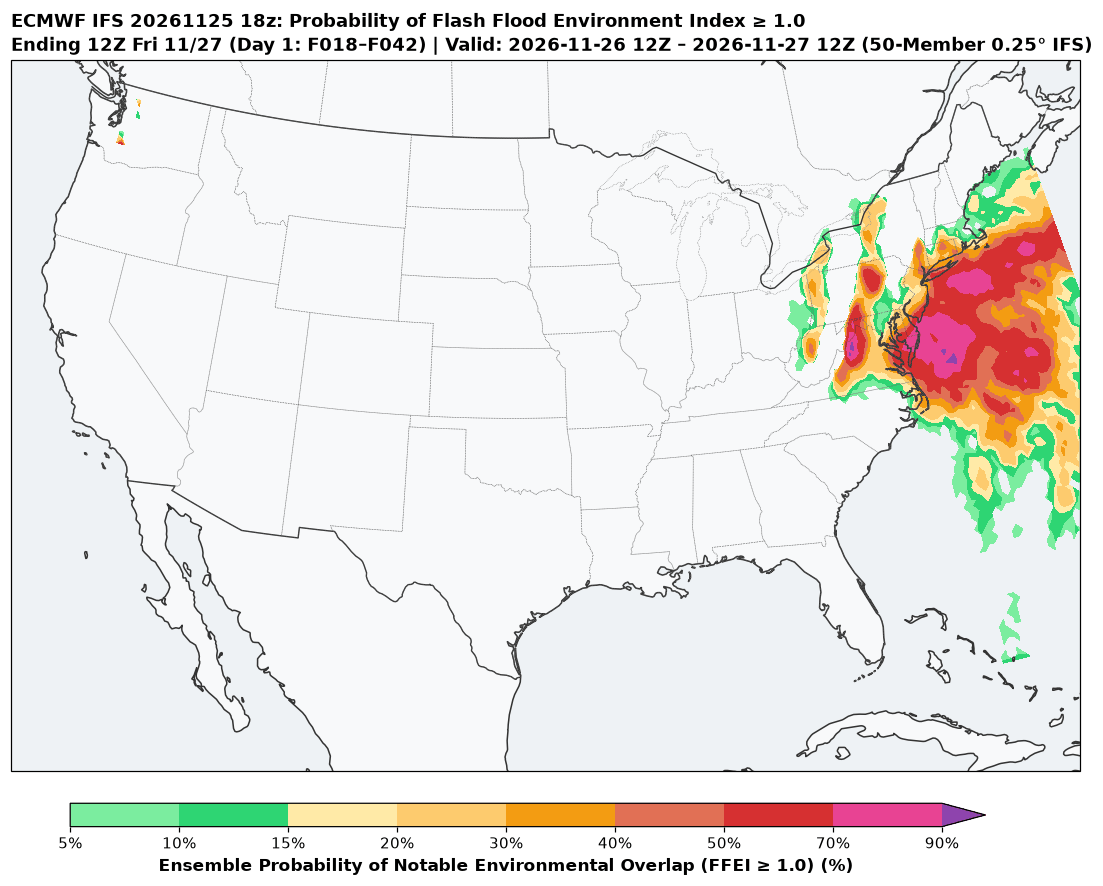 ECMWF IFS 20261125 18z: Probability of Flash Flood Environment Index ≥ 1.0
Ending 12Z Fri 11/27 (Day 1: F018–F042) | Valid: 2026-11-26 12Z – 2026-11-27 12Z (50-Member 0.25° IFS)
5% 10% 15% 20% 30% 40% 50% 70% 90%
Ensemble Probability of Notable Environmental Overlap (FFEI ≥ 1.0) (%)